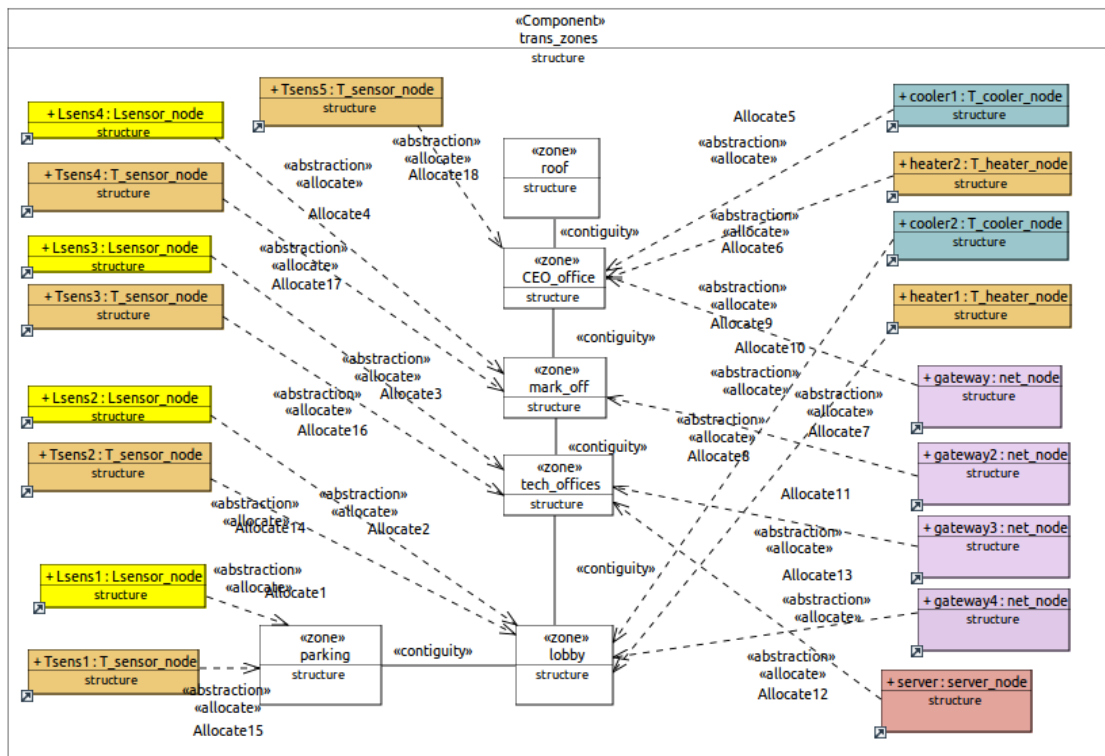 «Component»
trans_zones
structure
+ Tsens5 : T_sensor_node
structure
+ Lsens4 : Lsensor_node
structure
+ cooler1 : T_cooler_node
structure
Allocate5
«abstraction»
«allocate»
«abstraction»
«allocate»
Allocate18
«zone»
roof
structure
+ Tsens4 : T_sensor_node
structure
«abstraction»
«allocate»
Allocate4
+ heater2 : T_heater_node
structure
«abstraction»
«allocate»
Allocate6
+ cooler2 : T_cooler_node
structure
«contiguity»
+ Lsens3 : Lsensor_node
structure
«abstraction»
«allocate»
Allocate17
«zone»
CEO_office
structure
+ Tsens3 : T_sensor_node
structure
«abstraction»
«allocate»
Allocate9
+ heater1 : T_heater_node
structure
«contiguity»
Allocate10
«abstraction»
«allocate»
«abstraction»
«allocate»
Allocate3
«zone»
mark_off
structure
+ gateway : net_node
structure
+ Lsens2 : Lsensor_node
structure
«abstraction»
«allocate»
Allocate16
«abstraction»
«allocate»
Allocate7
«abstraction»
«allocate»
Allocate8
«contiguity»
+ Tsens2 : T_sensor_node
structure
+ gateway2 : net_node
structure
«zone»
tech_offices
structure
«abstraction»
«allocate»
Allocate2
Allocate11
«abstraction»
«allocate»
«abstraction»
«allocate»
Allocate14
+ gateway3 : net_node
structure
«contiguity»
Allocate13
«abstraction»
«allocate»
+ Lsens1 : Lsensor_node
structure
«abstraction»
«allocate»
Allocate1
+ gateway4 : net_node
structure
«zone»
parking
structure
«contiguity»
«zone»
lobby
structure
+ Tsens1 : T_sensor_node
structure
«abstraction»
«allocate»
Allocate15
«abstraction»
«allocate»
Allocate12
+ server : server_node
structure